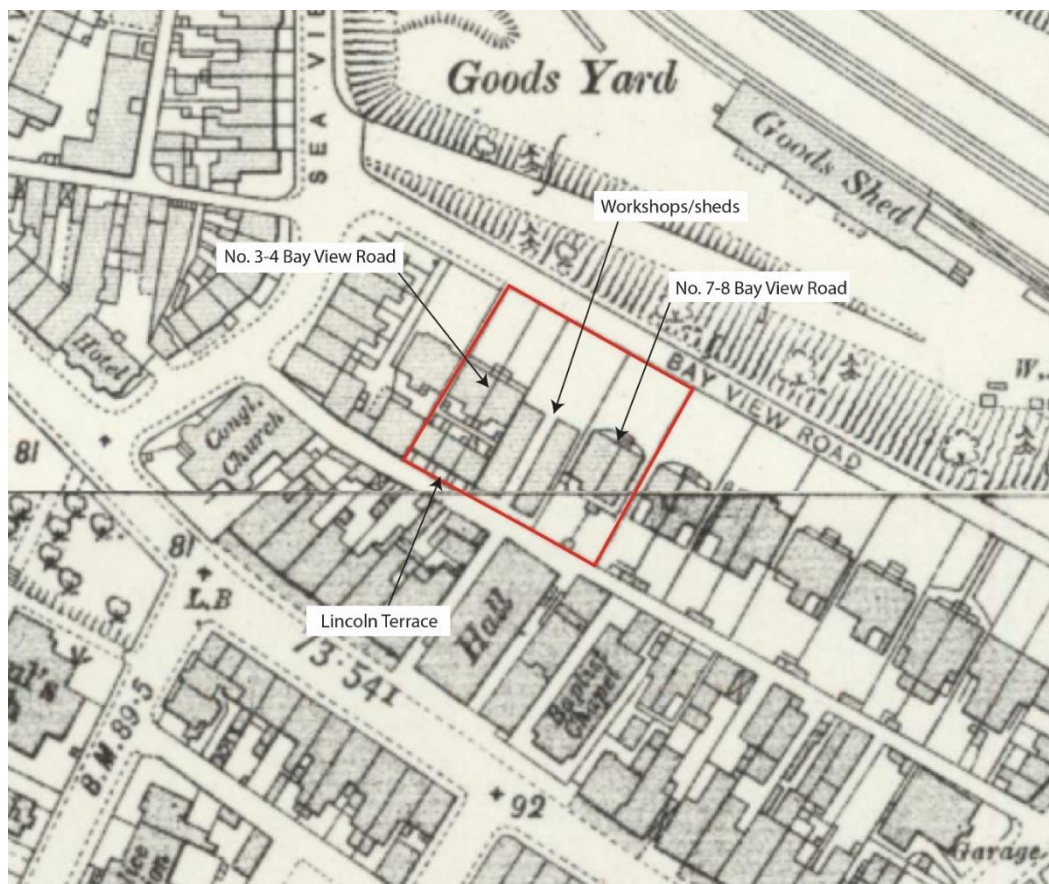 SEA VIE
Goods Yard
Goods Shed
Workshops/sheds
No. 3-4 Bay View Road
No. 7-8 Bay View Road
W.
Hotel
BAY VIEW ROAD
Congl.
Church
81
81
L.B
Lincoln Terrace
Hall
73·541
Baptist
Chapel
B.M.89·5
+92
Garage